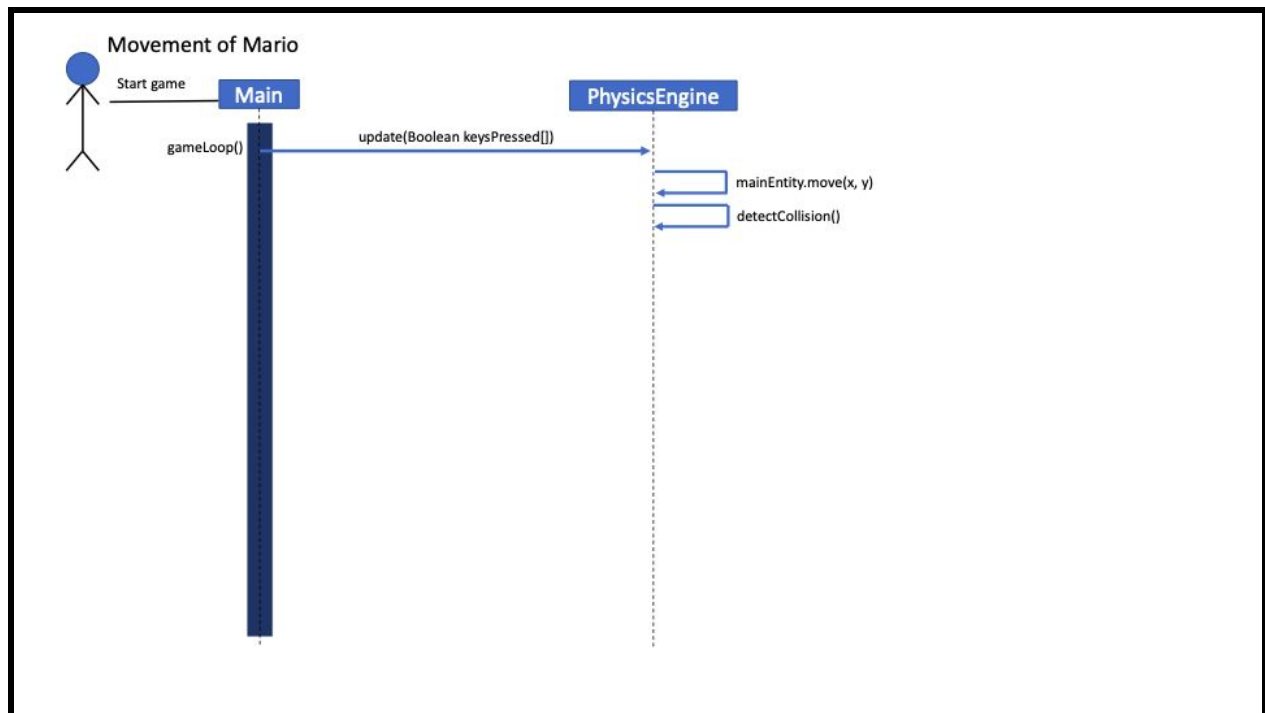 Movement of Mario
Start game
Main
PhysicsEngine
gameLoop()
update(Boolean keysPressed[])
mainEntity.move(x, y)
detectCollision()